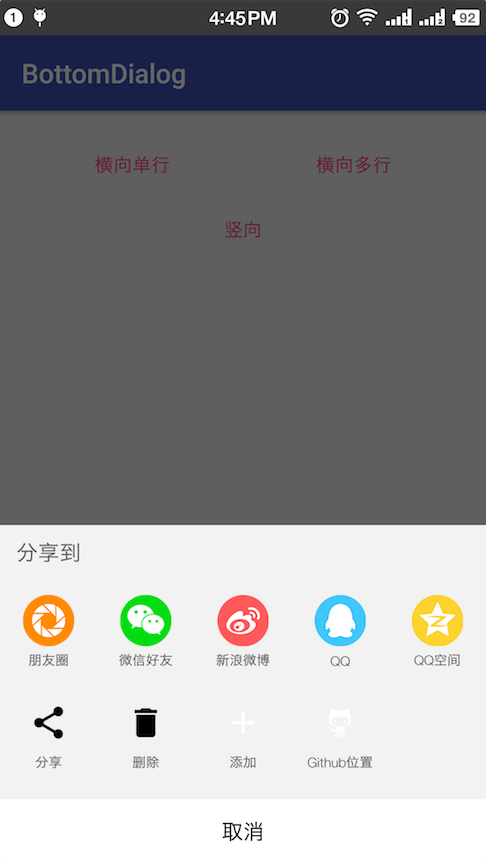 1 4:45PM 1 2 92
BottomDialog
横向单行 横向多行
竖向
分享到
朋友圈 微信好友 新浪微博 QQ QQ空间
分享 删除 添加 Github位置
取消